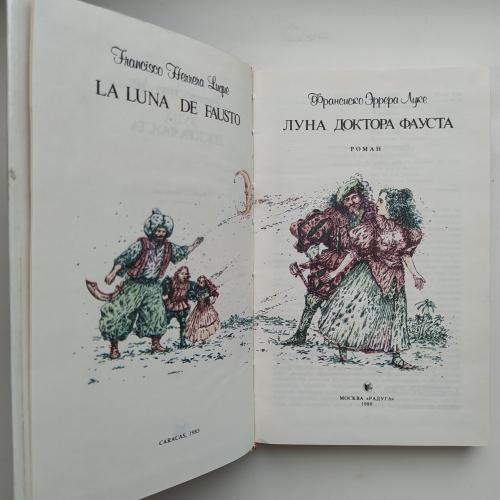 Francisco Herrera Luque
LA LUNA DE FAUSTO
CARACAS, 1983
Франсиско Эррера Луке
ЛУНА ДОКТОРА ФАУСТА
РОМАН
МОСКВА «РАДУГА»